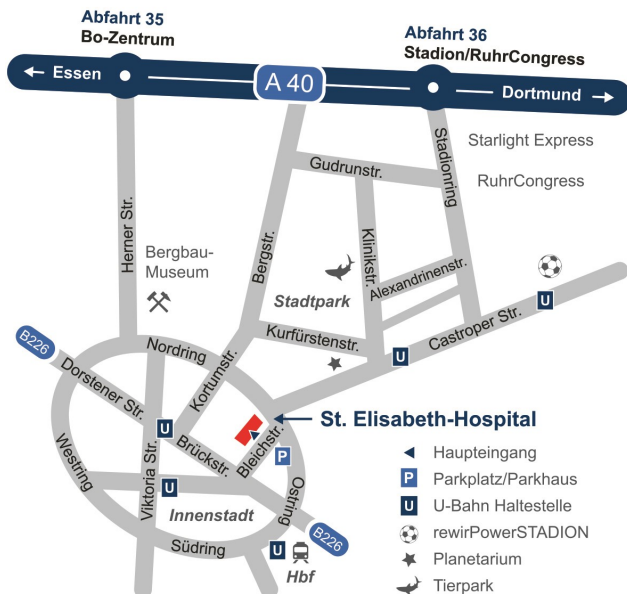 Abfahrt 35
Bo-Zentrum
Abfahrt 36
Stadion/RuhrCongress
Essen
A 40
Dortmund
Starlight Express
RuhrCongress
Gudrunstr.
Stadionring
Herner Str.
Bergbau-
Museum
Bergstr.
Klinikstr.
Alexandrinenstr.
Stadtpark
Kurfürstenstr.
Castroper Str.
U
U
B226
Nordring
Kortumstr.
Dorstener Str.
St. Elisabeth-Hospital
U
Brückstr.
Bleichstr.
P
Westring
Viktoria Str.
U
Innenstadt
Ostring
B226
Südring
U
Hbf
Haupteingang
P Parkplatz/Parkhaus
U U-Bahn Haltestelle
rewirPowerSTADION
Planetarium
Tierpark